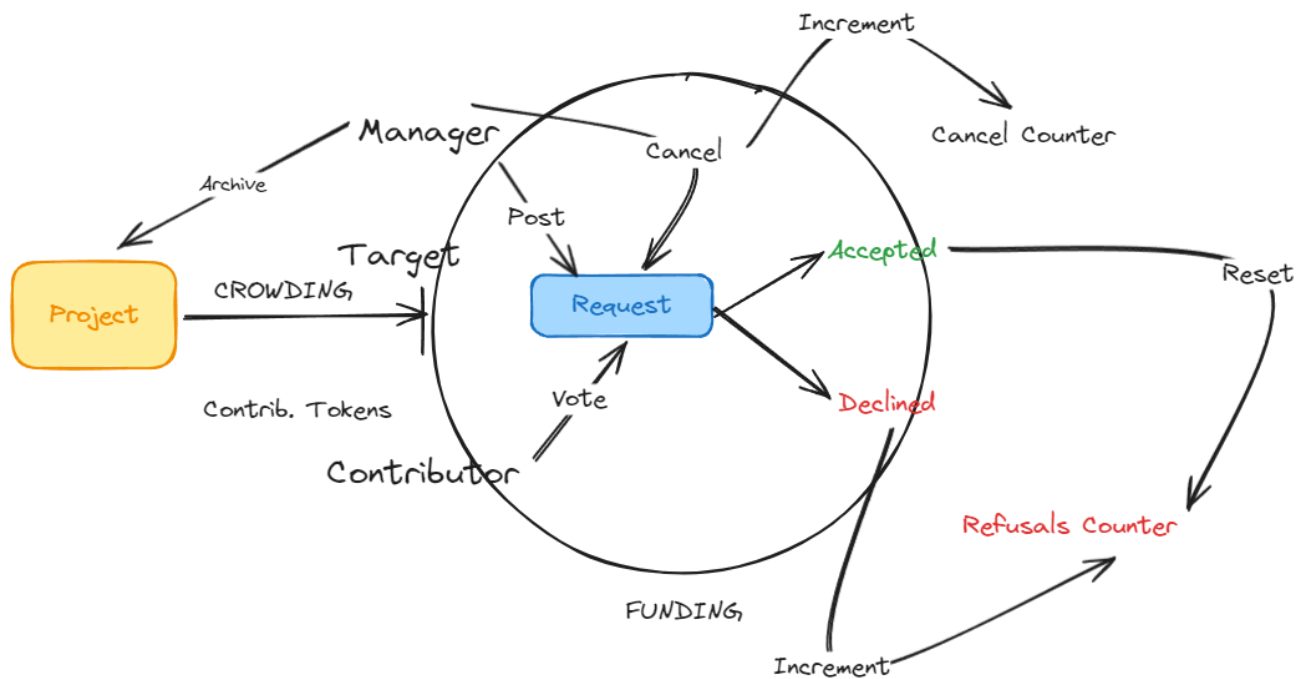 Increment
Manager
Cancel
Cancel Counter
Archive
Post
Target
Accepted
Reset
CROWDING
Project
Request
Vote
Declined
Contrib. Tokens
Contributor
Refusals Counter
FUNDING
Increment